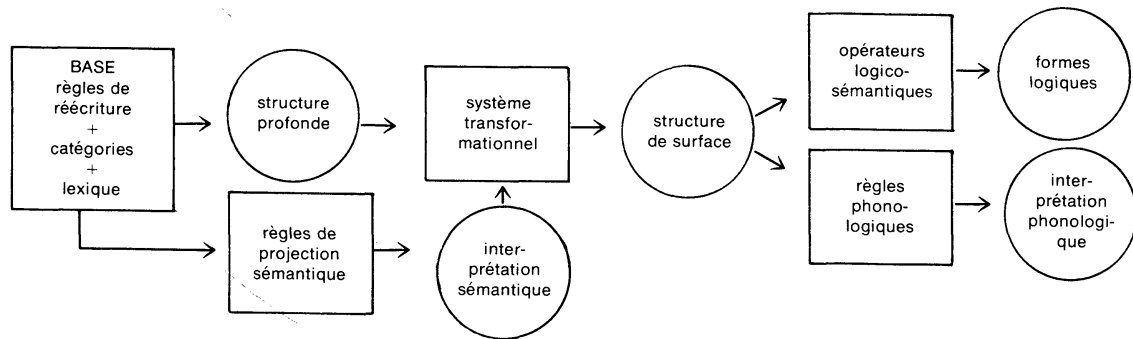 BASE
règles de
réécriture
+
catégories
+
lexique
structure
profonde
système
transfor-
mationnel
structure
de surface
opérateurs
logico-
sémantiques
formes
logiques
règles de
projection
sémantique
inter-
prétation
sémantique
règles
phono-
logiques
inter-
prétation
phonologi-
que